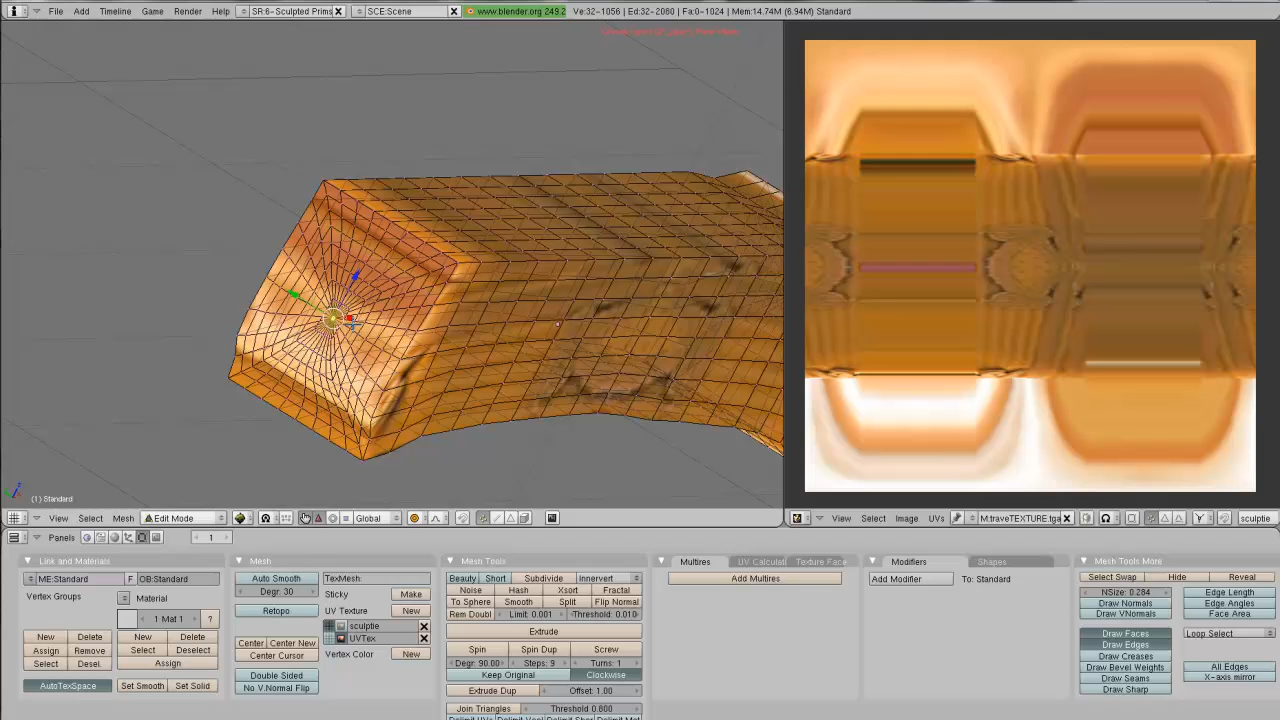 File Add Timeline Game Render Help SR:6-Sculpted Prims SCE:Scene www.blender.org 249.2 Ve:32-1056 | Ed:32-2080 | Fa:0-1024 | Mem:14.74M (6.94M) Standard
(1) Standard
View Select Mesh Edit Mode Global View Select Image UVs M:traveTEXTURE.tga sculptie
Panels 1
Link and Materials Mesh Mesh Tools Multires UV Calculati Texture Face Modifiers Shapes Mesh Tools More
ME:Standard F OB:Standard Auto Smooth TexMesh: Beauty Short Subdivide Innervert Add Multires Add Modifier To: Standard Select Swap Hide Reveal
Vertex Groups Material Degr: 30 Sticky Make Noise Hash Xsort Fractal NSize: 0.284 Edge Length
1 Mat 1 ? Retopo UV Texture New To Sphere Smooth Split Flip Normal Draw Normals Edge Angles
Rem Doubl Limit: 0.001 Threshold: 0.010 Draw VNormals Face Area
sculptie
New Delete New Delete Center Center New UVTex Extrude Draw Faces Loop Select
Assign Remove Select Deselect Center Cursor Vertex Color New Spin Spin Dup Screw Draw Edges
Select Desel. Assign Degr: 90.00 Steps: 9 Turns: 1 Draw Creases
Double Sided Keep Original Clockwise Draw Bevel Weights All Edges
AutoTexSpace Set Smooth Set Solid No V.Normal Flip Extrude Dup Offset: 1.00 Draw Seams X-axis mirror
Draw Sharp
Join Triangles Threshold 0.800